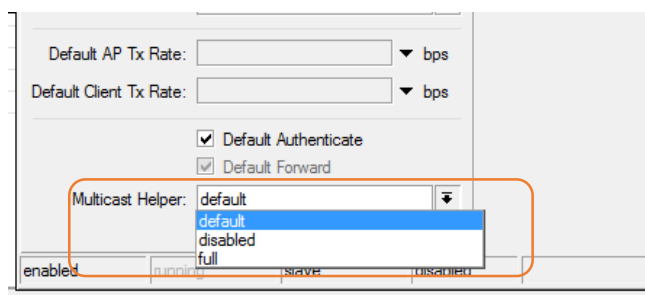 Default AP Tx Rate: bps
Default Client Tx Rate: bps
Default Authenticate
Default Forward
Multicast Helper: default
default
disabled
full
enabled running slave disabled